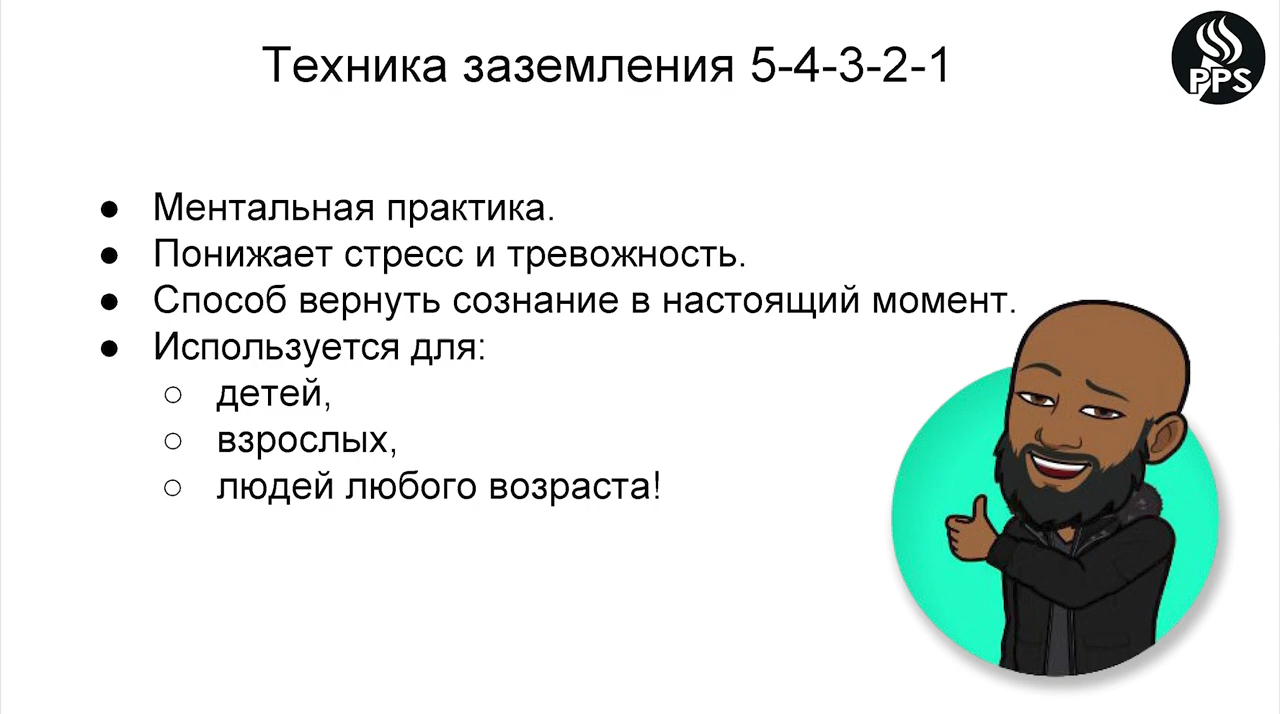 Техника заземления 5-4-3-2-1
PPS
● Ментальная практика.
● Понижает стресс и тревожность.
● Способ вернуть сознание в настоящий момент.
● Используется для:
○ детей,
○ взрослых,
○ людей любого возраста!